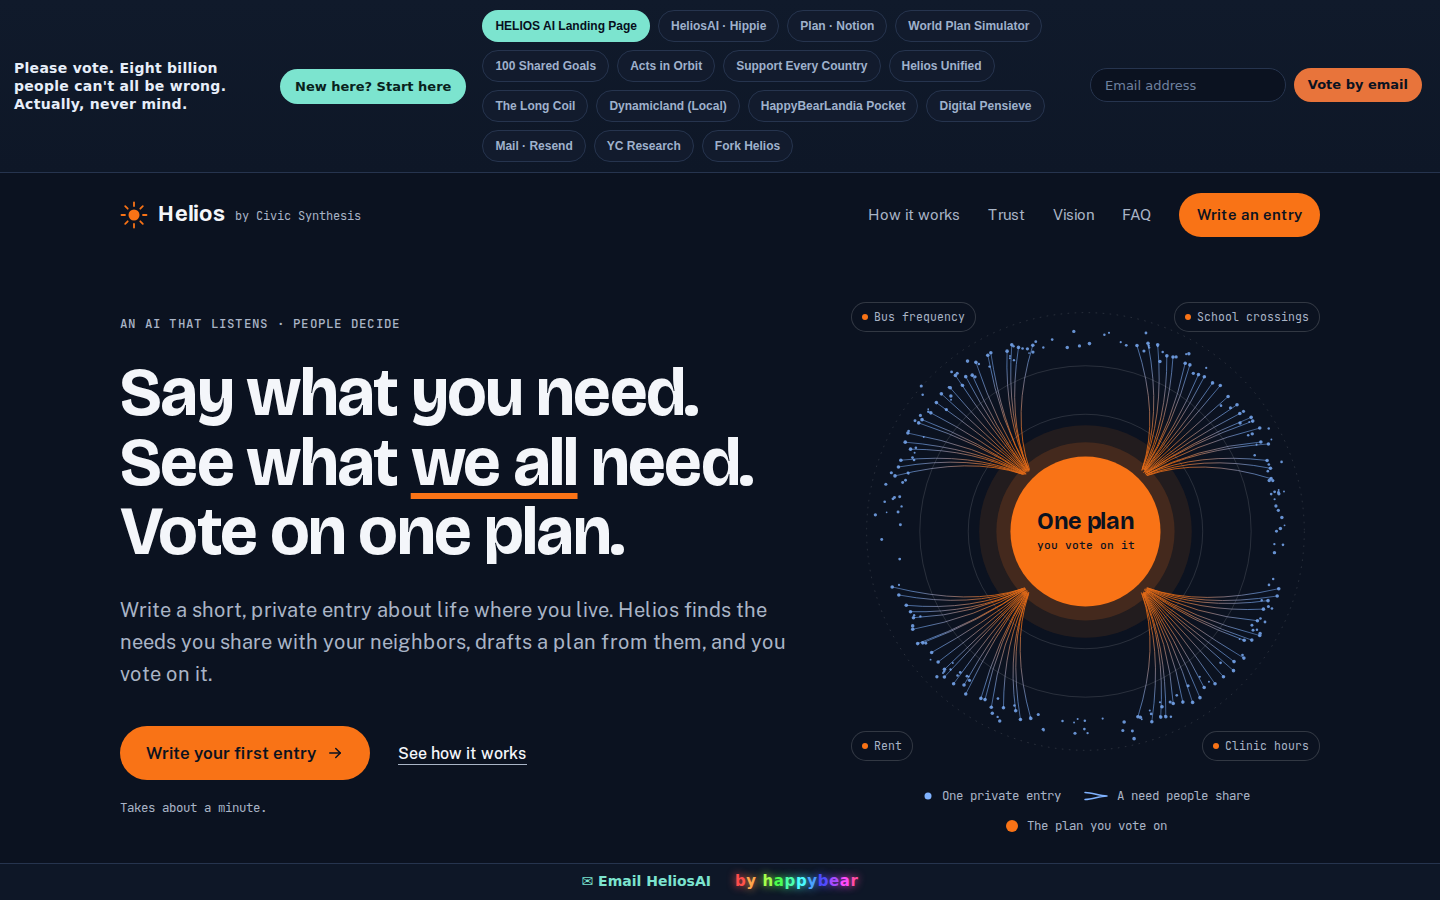 Please vote. Eight billion
people can't all be wrong.
Actually, never mind.
New here? Start here
HELIOS AI Landing Page
HeliosAI · Hippie
Plan · Notion
World Plan Simulator
100 Shared Goals
Acts in Orbit
Support Every Country
Helios Unified
The Long Coil
Dynamicland (Local)
HappyBearLandia Pocket
Digital Pensieve
Mail · Resend
YC Research
Fork Helios
Email address
Vote by email
Helios by Civic Synthesis
How it works
Trust
Vision
FAQ
Write an entry
AN AI THAT LISTENS · PEOPLE DECIDE
Say what you need.
See what we all need.
Vote on one plan.
Write a short, private entry about life where you live. Helios finds the
needs you share with your neighbors, drafts a plan from them, and you
vote on it.
Write your first entry →
See how it works
Takes about a minute.
Bus frequency
School crossings
One plan
you vote on it
Rent
Clinic hours
One private entry
A need people share
The plan you vote on
✉ Email HeliosAI
by happybear